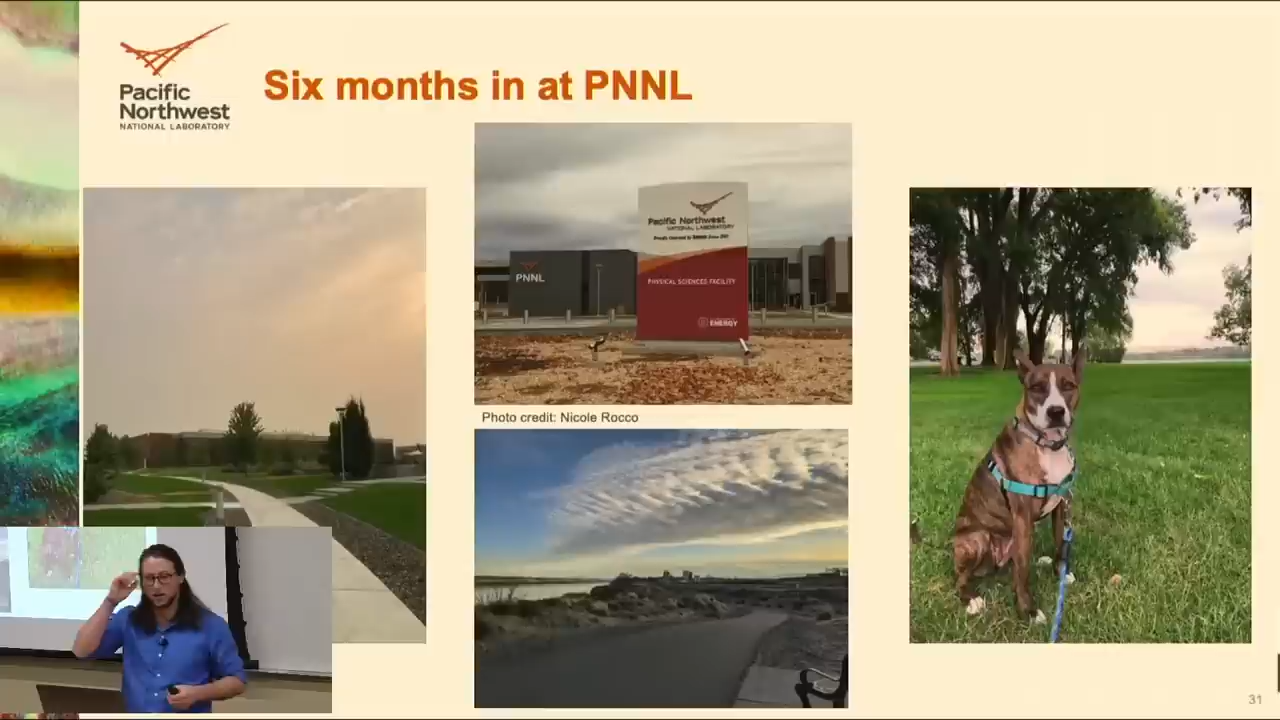 Pacific
Northwest
NATIONAL LABORATORY
Six months in at PNNL
Pacific Northwest
NATIONAL LABORATORY
PNNL
PHYSICAL SCIENCES FACILITY
ENERGY
Photo credit: Nicole Rocco
31